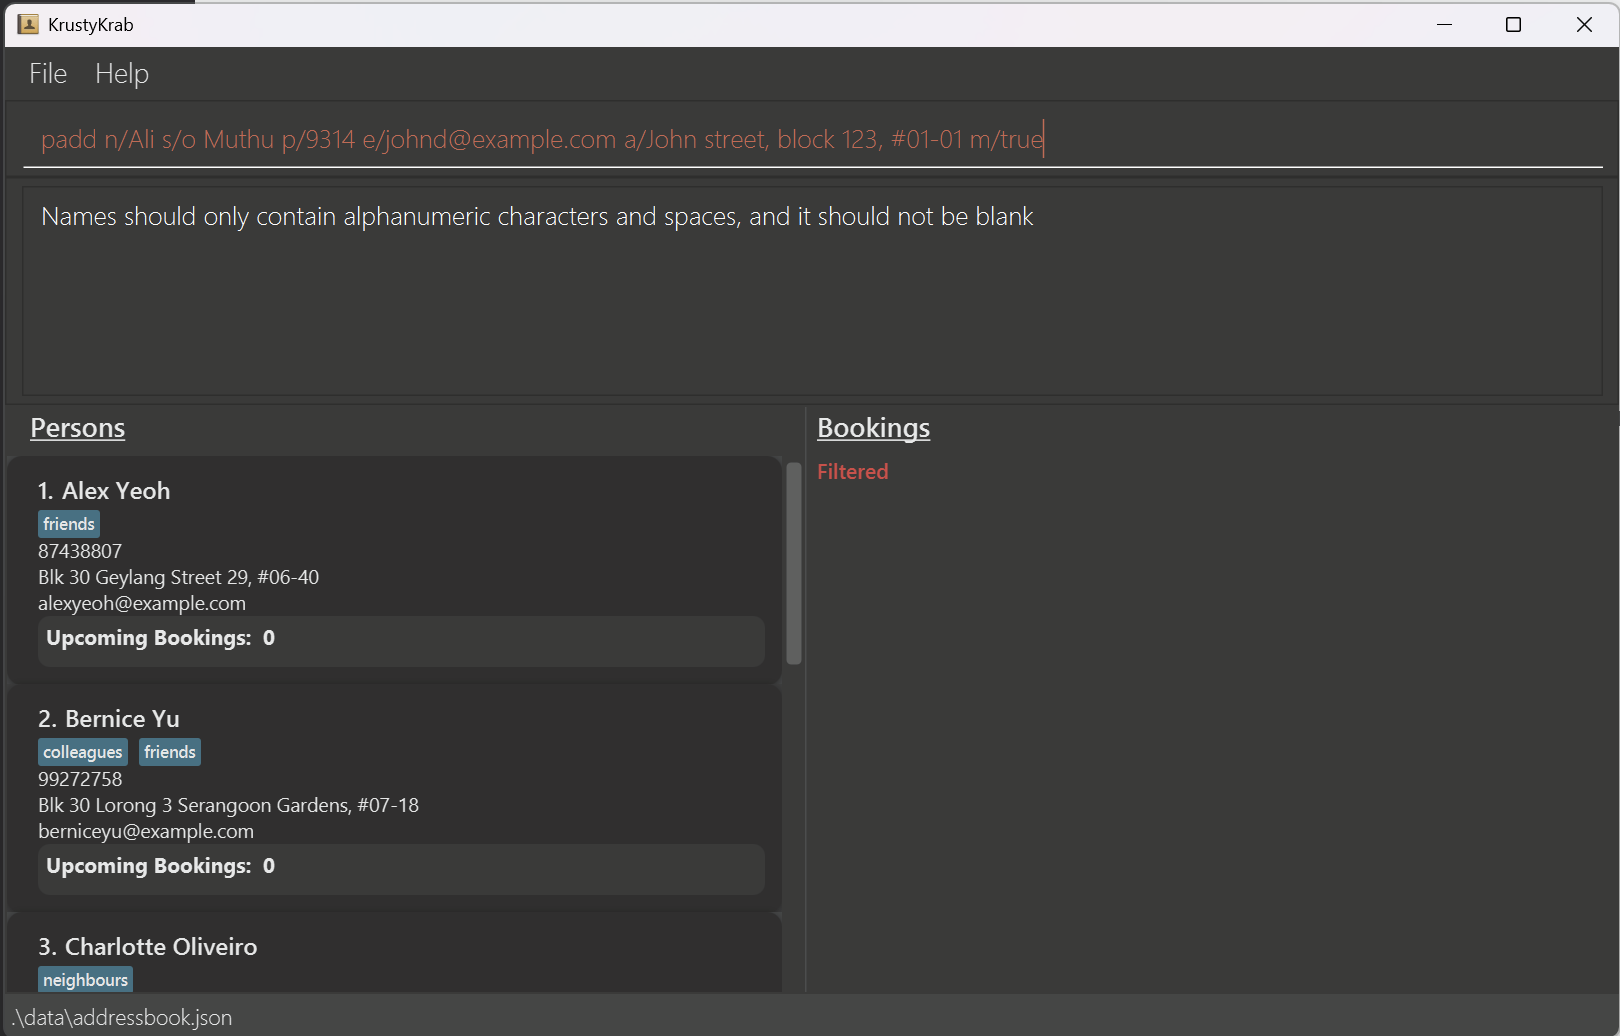 KrustyKrab
File Help
padd n/Ali s/o Muthu p/9314 e/johnd@example.com a/John street, block 123, #01-01 m/true
Names should only contain alphanumeric characters and spaces, and it should not be blank
Persons
1. Alex Yeoh
friends
87438807
Blk 30 Geylang Street 29, #06-40
alexyeoh@example.com
Upcoming Bookings: 0
2. Bernice Yu
colleagues friends
99272758
Blk 30 Lorong 3 Serangoon Gardens, #07-18
berniceyu@example.com
Upcoming Bookings: 0
3. Charlotte Oliveiro
neighbours
Bookings
Filtered
.\data\addressbook.json